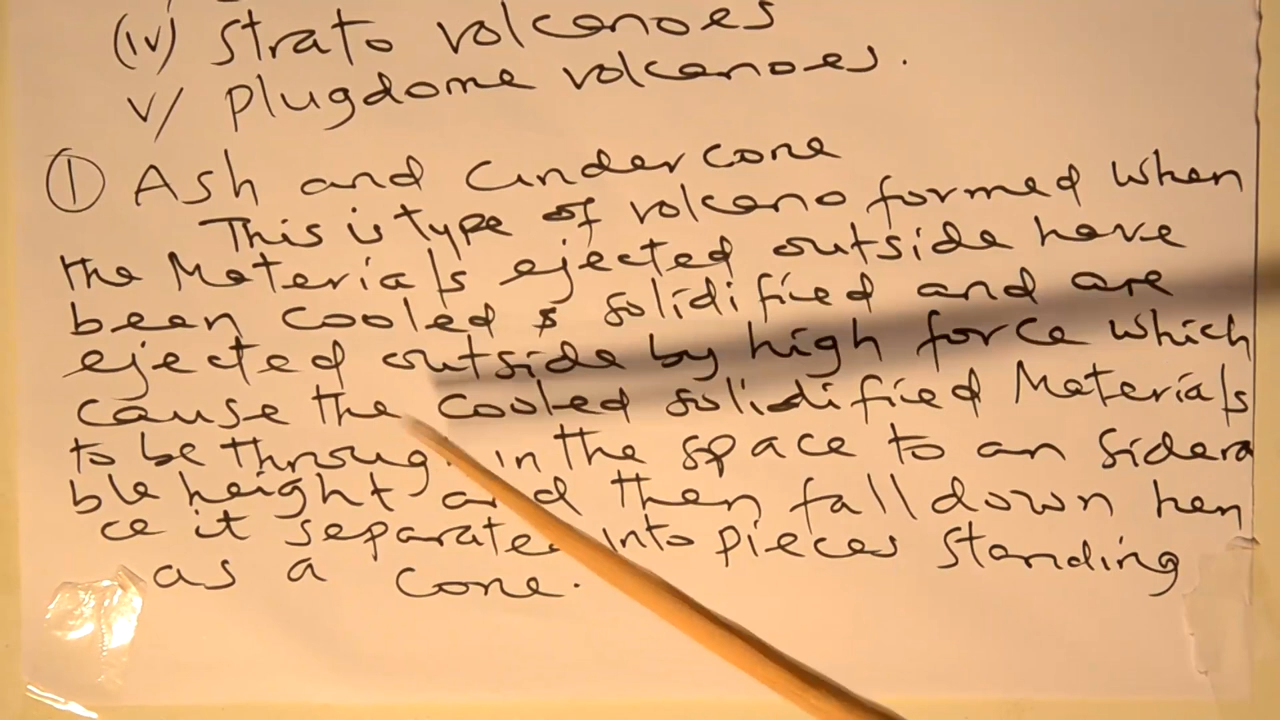 (iv) Strato volcanoes
v/ plugdome volcanoes.
① Ash and Cinder cone
This is type of volcano formed when
the Materials ejected outside have
been cooled & solidified and are
ejected outside by high force which
cause the cooled solidified Materials
to be in the space to an sidera
ble height and then fall down hen
ce it separated into pieces standing
as a cone.